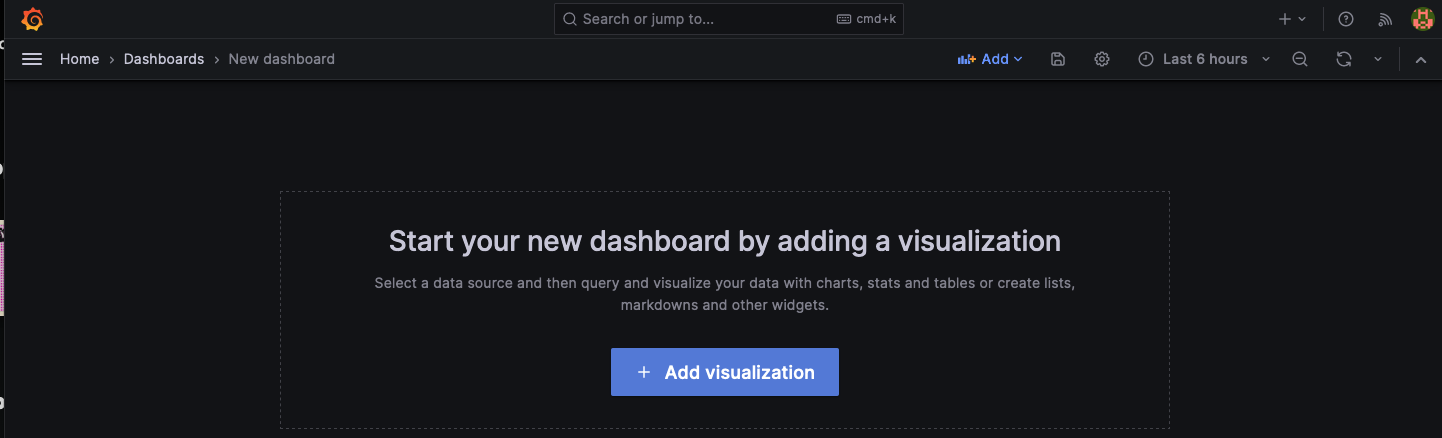 Search or jump to... cmd+k
Home › Dashboards › New dashboard Add Last 6 hours
Start your new dashboard by adding a visualization
Select a data source and then query and visualize your data with charts, stats and tables or create lists,
markdowns and other widgets.
+ Add visualization